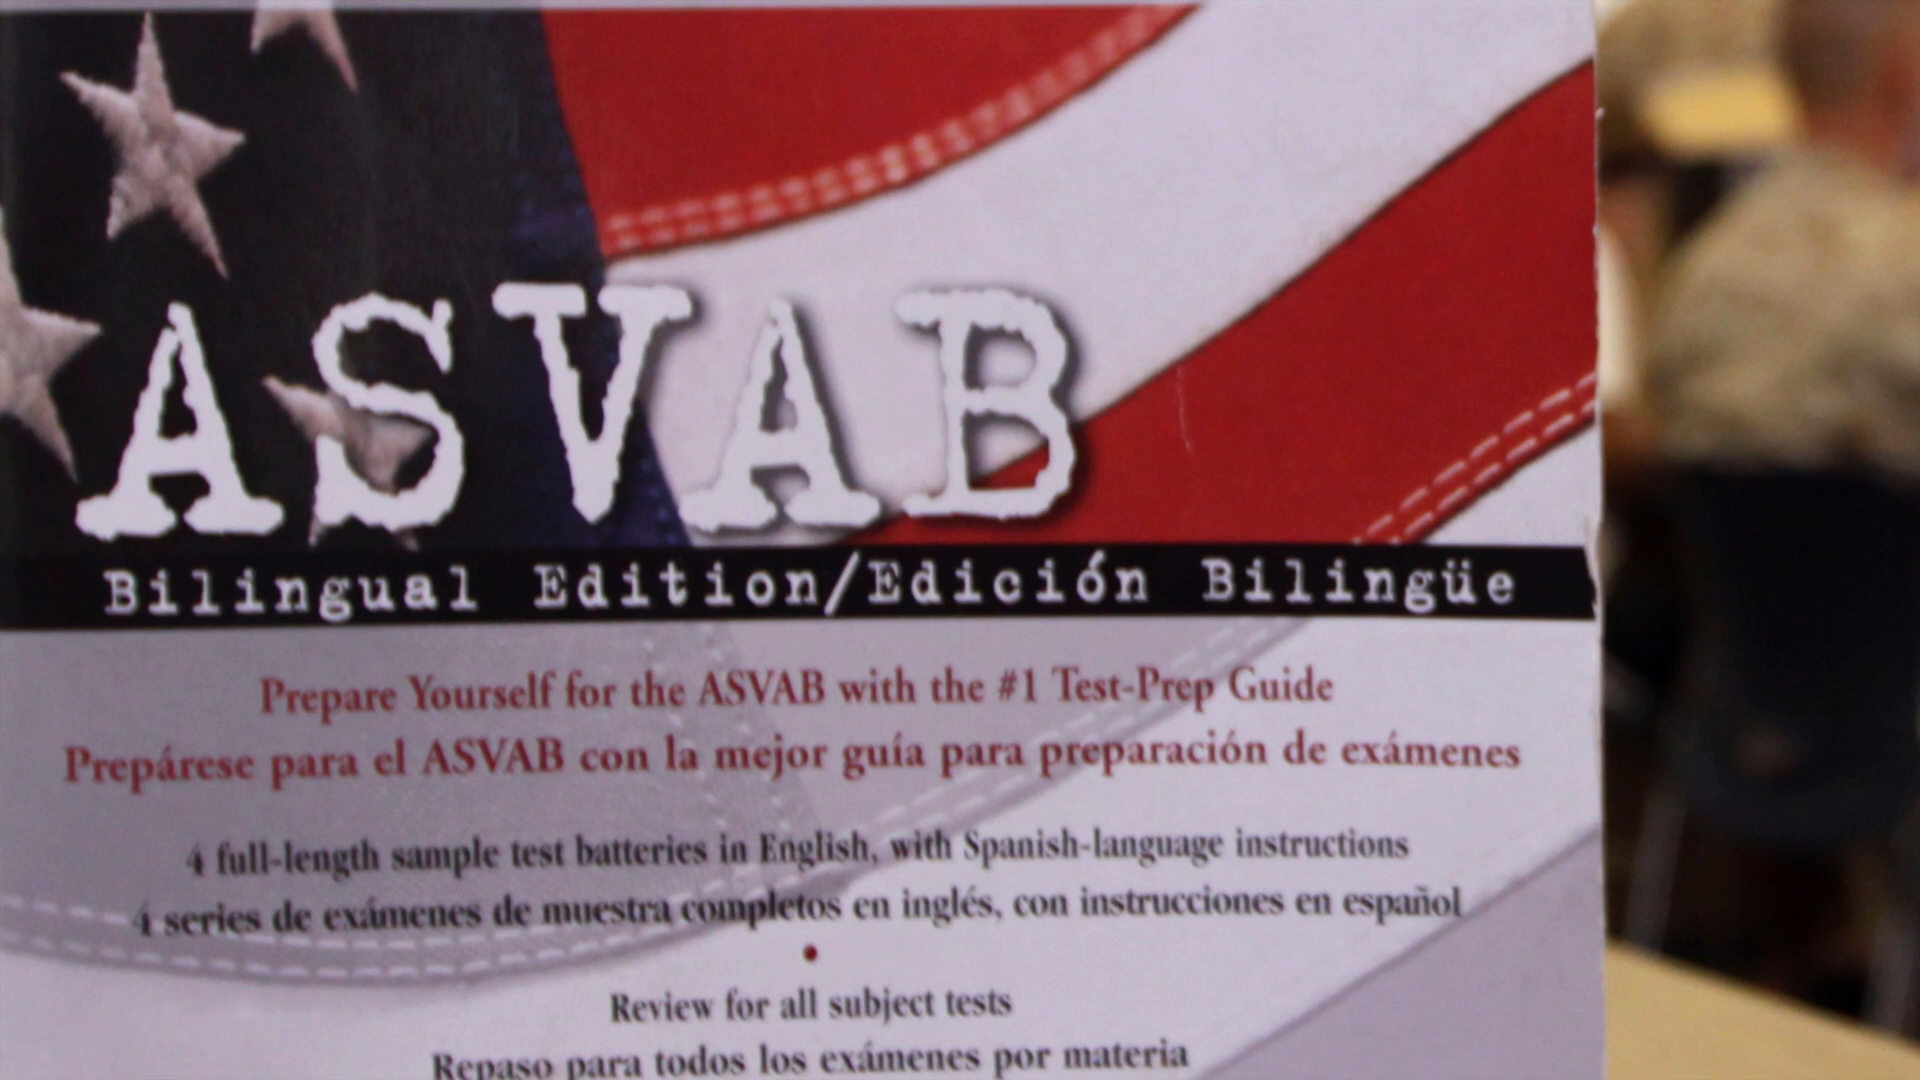 ASVAB
Bilingual Edition/Edición Bilingüe
Prepare Yourself for the ASVAB with the #1 Test-Prep Guide
Prepárese para el ASVAB con la mejor guía para preparación de exámenes
4 full-length sample test batteries in English, with Spanish-language instructions
4 series de exámenes de muestra completos en inglés, con instrucciones en español
•
Review for all subject tests
Repaso para todos los exámenes por materia